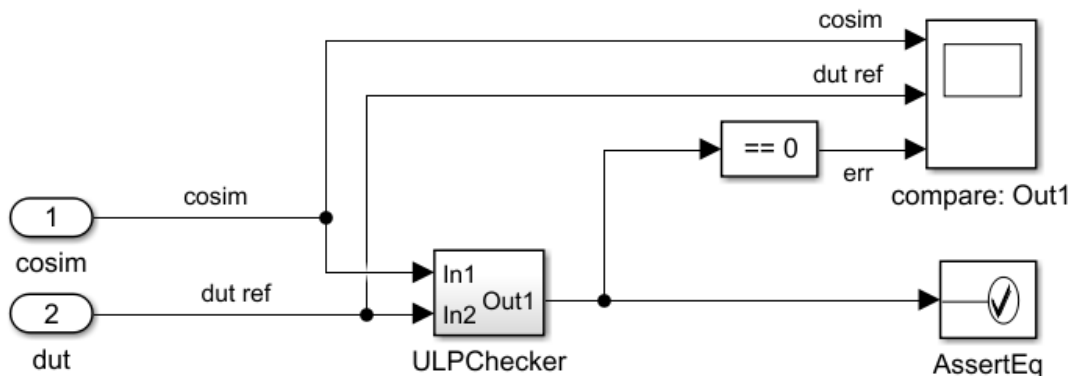 cosim
dut ref
== 0
err
compare: Out1
cosim
1
cosim
dut ref
2
dut
In1
In2
Out1
ULPChecker
AssertEq